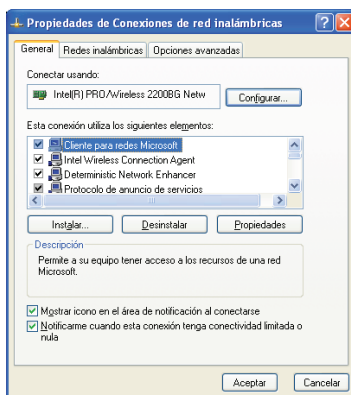 Propiedades de Conexiones de red inalámbricas
General Redes inalámbricas Opciones avanzadas
Conectar usando:
Intel(R) PRO/Wireless 2200BG Netw Configurar...
Esta conexión utiliza los siguientes elementos:
Cliente para redes Microsoft
Intel Wireless Connection Agent
Deterministic Network Enhancer
Protocolo de anuncio de servicios
Instalar... Desinstalar Propiedades
Descripción
Permite a su equipo tener acceso a los recursos de una red
Microsoft.
Mostrar icono en el área de notificación al conectarse
Notificarme cuando esta conexión tenga conectividad limitada o
nula
Aceptar Cancelar